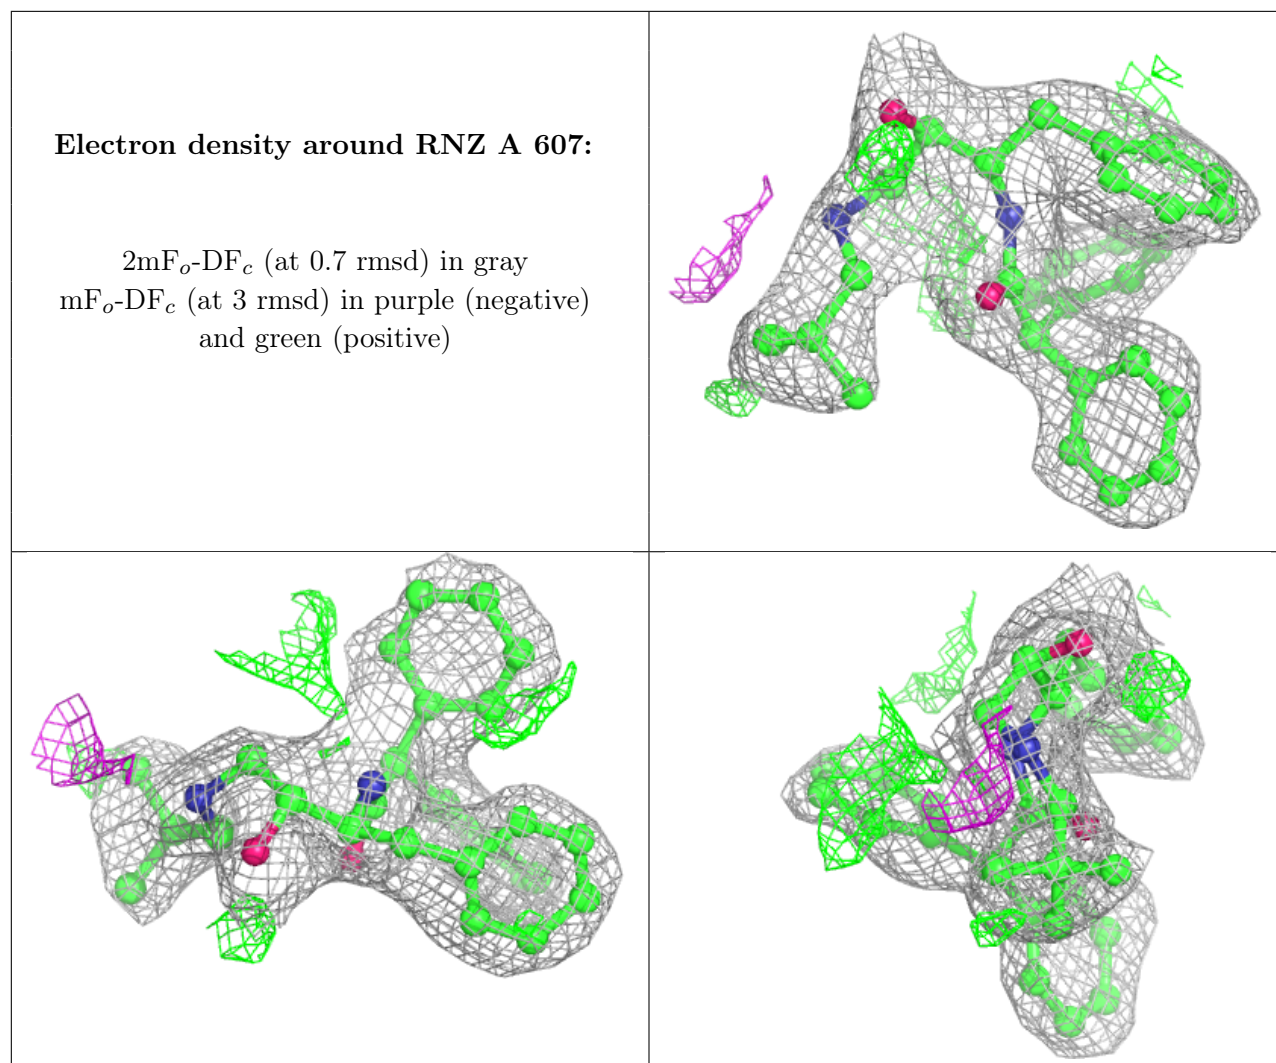 Electron density around RNZ A 607:
2mFo-DFc (at 0.7 rmsd) in gray
mFo-DFc (at 3 rmsd) in purple (negative)
and green (positive)